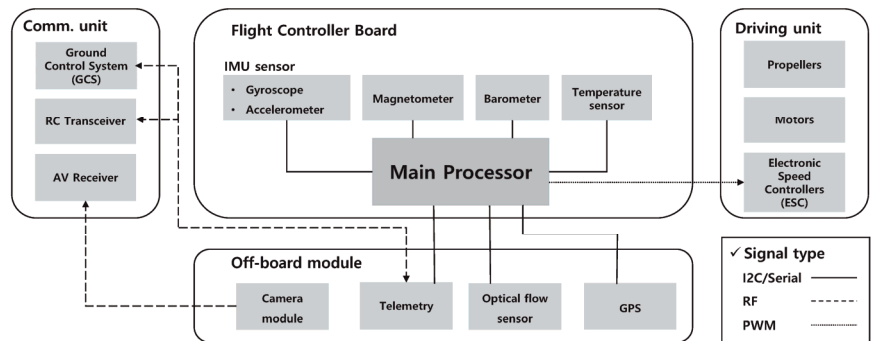 Comm. unit
Ground
Control System
(GCS)
RC Transceiver
AV Receiver
Flight Controller Board
IMU sensor
• Gyroscope
• Accelerometer
Magnetometer
Barometer
Temperature
sensor
Main Processor
Driving unit
Propellers
Motors
Electronic
Speed
Controllers
(ESC)
Off-board module
Camera
module
Telemetry
Optical flow
sensor
GPS
✓ Signal type
I2C/Serial
RF
PWM